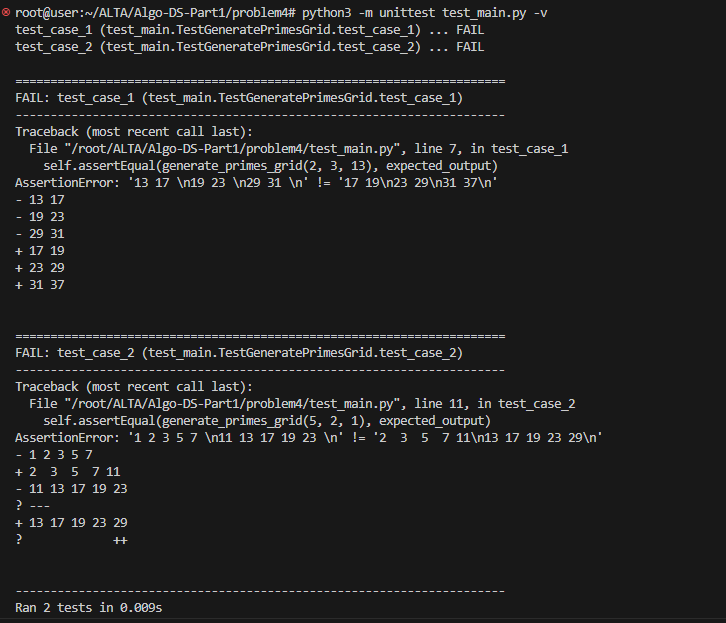 root@user:~/ALTA/Algo-DS-Part1/problem4# python3 -m unittest test_main.py -v
test_case_1 (test_main.TestGeneratePrimesGrid.test_case_1) ... FAIL
test_case_2 (test_main.TestGeneratePrimesGrid.test_case_2) ... FAIL
======================================================================
FAIL: test_case_1 (test_main.TestGeneratePrimesGrid.test_case_1)
----------------------------------------------------------------------
Traceback (most recent call last):
  File "/root/ALTA/Algo-DS-Part1/problem4/test_main.py", line 7, in test_case_1
    self.assertEqual(generate_primes_grid(2, 3, 13), expected_output)
AssertionError: '13 17 \n19 23 \n29 31 \n' != '17 19\n23 29\n31 37\n'
- 13 17
- 19 23
- 29 31
+ 17 19
+ 23 29
+ 31 37
======================================================================
FAIL: test_case_2 (test_main.TestGeneratePrimesGrid.test_case_2)
----------------------------------------------------------------------
Traceback (most recent call last):
  File "/root/ALTA/Algo-DS-Part1/problem4/test_main.py", line 11, in test_case_2
    self.assertEqual(generate_primes_grid(5, 2, 1), expected_output)
AssertionError: '1 2 3 5 7 \n11 13 17 19 23 \n' != '2  3  5  7 11\n13 17 19 23 29\n'
- 1 2 3 5 7
+ 2  3  5  7 11
- 11 13 17 19 23
? ---
+ 13 17 19 23 29
?             ++
----------------------------------------------------------------------
Ran 2 tests in 0.009s